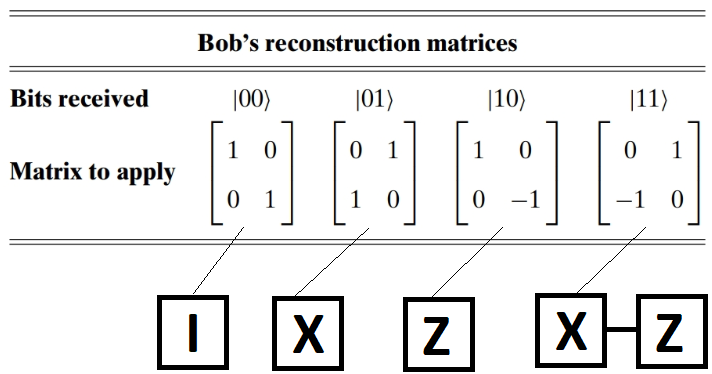 Bob's reconstruction matrices
Bits received |00⟩ |01⟩ |10⟩ |11⟩
1 0 0 1 1 0 0 1
Matrix to apply
0 1 1 0 0 −1 −1 0
I X Z X Z